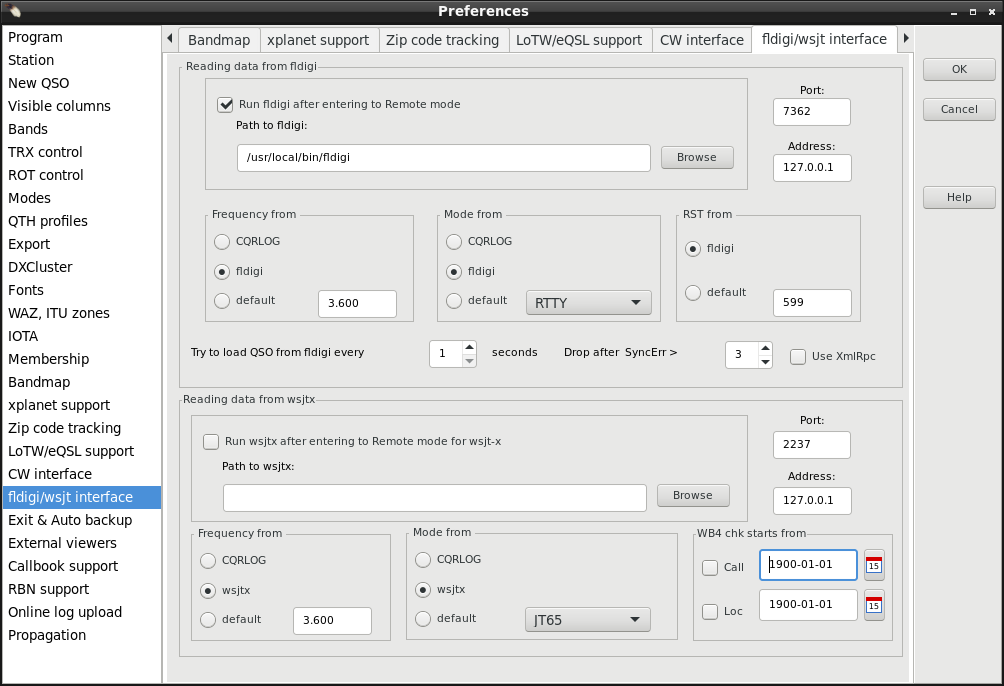 Preferences
Program
Station
New QSO
Visible columns
Bands
TRX control
ROT control
Modes
QTH profiles
Export
DXCluster
Fonts
WAZ, ITU zones
IOTA
Membership
Bandmap
xplanet support
Zip code tracking
LoTW/eQSL support
CW interface
fldigi/wsjt interface
Exit & Auto backup
External viewers
Callbook support
RBN support
Online log upload
Propagation
Bandmap xplanet support Zip code tracking LoTW/eQSL support CW interface fldigi/wsjt interface
Reading data from fldigi
Run fldigi after entering to Remote mode
Path to fldigi:
/usr/local/bin/fldigi Browse
Port:
7362
Address:
127.0.0.1
Frequency from
CQRLOG
fldigi
default 3.600
Mode from
CQRLOG
fldigi
default RTTY
RST from
fldigi
default 599
Try to load QSO from fldigi every 1 seconds Drop after SyncErr > 3 Use XmlRpc
Reading data from wsjtx
Run wsjtx after entering to Remote mode for wsjt-x
Path to wsjtx:
Browse
Port:
2237
Address:
127.0.0.1
Frequency from
CQRLOG
wsjtx
default 3.600
Mode from
CQRLOG
wsjtx
default JT65
WB4 chk starts from
Call 1900-01-01 15
Loc 1900-01-01 15
OK
Cancel
Help